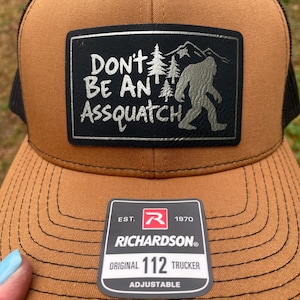 DON'T
BE AN
ASSQUATCH
EST. R 1970
RICHARDSON®
ORIGINAL 112 TRUCKER
ADJUSTABLE